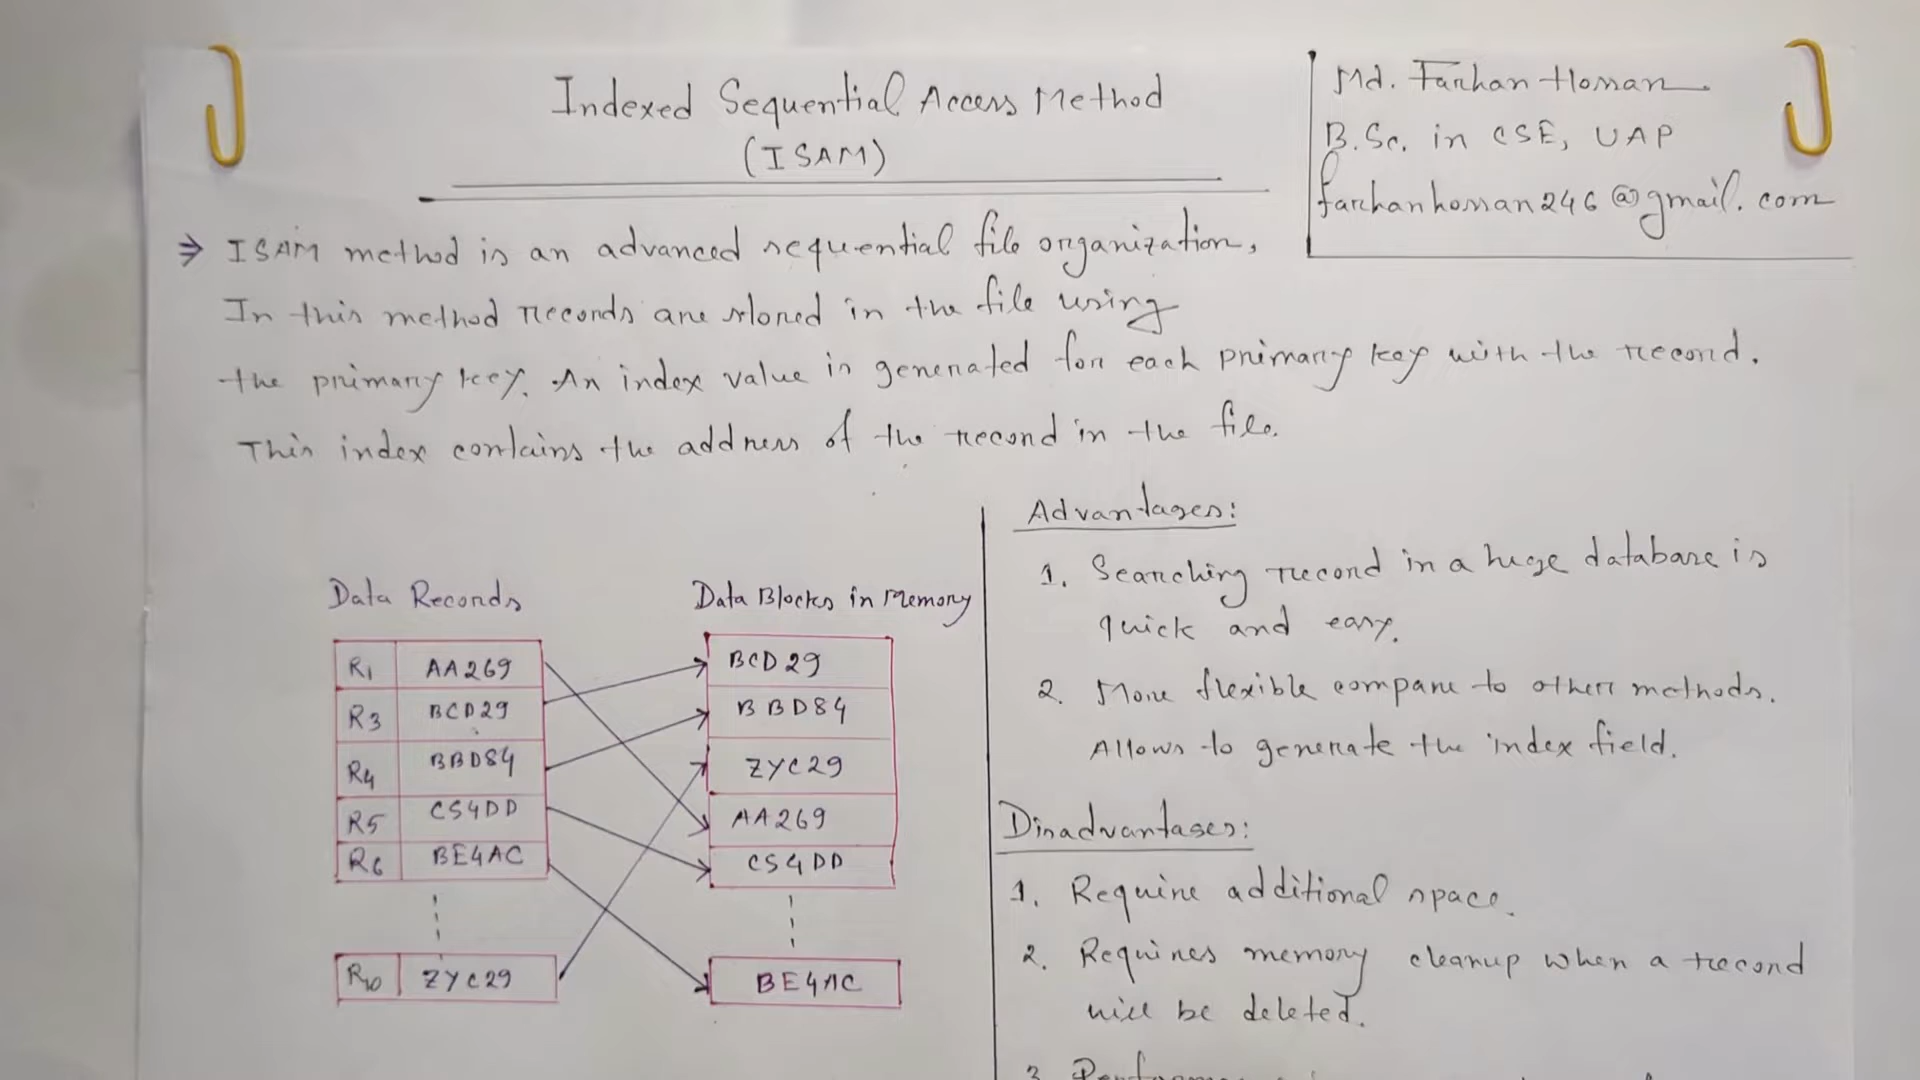 Indexed Sequential Access Method
(ISAM)
Md. Farhan Hossan
B.Sc. in CSE, UAP
farhanhossan246@gmail.com
⇒ ISAM method is an advanced sequential file organization,
In this method records are stored in the file using
the primary key. An index value is generated for each primary key with the record.
This index contains the address of the record in the file.
Data Records
R1 AA269
R3 BCD29
R4 BBD84
R5 CS4DD
R6 BE4AC
R10 ZYC29
Data Blocks in Memory
BCD29
BBD84
ZYC29
AA269
CS4DD
BE4AC
Advantages:
1. Searching record in a huge database is
quick and easy.
2. More flexible compare to other methods.
Allows to generate the index field.
Disadvantages:
1. Require additional space.
2. Requires memory cleanup when a record
will be deleted.
3.